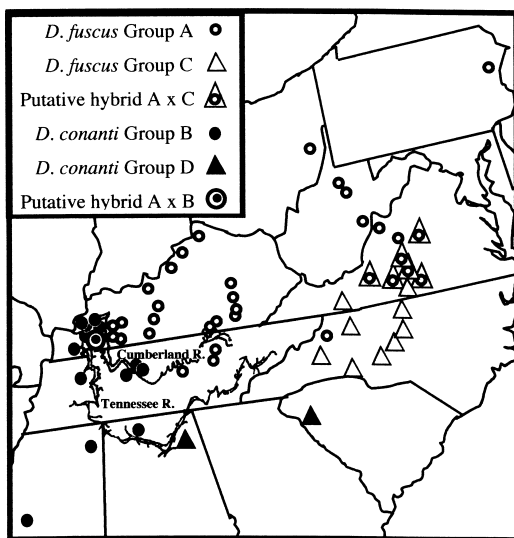 D. fuscus Group A
D. fuscus Group C
Putative hybrid A x C
D. conanti Group B
D. conanti Group D
Putative hybrid A x B
Cumberland R.
Tennessee R.